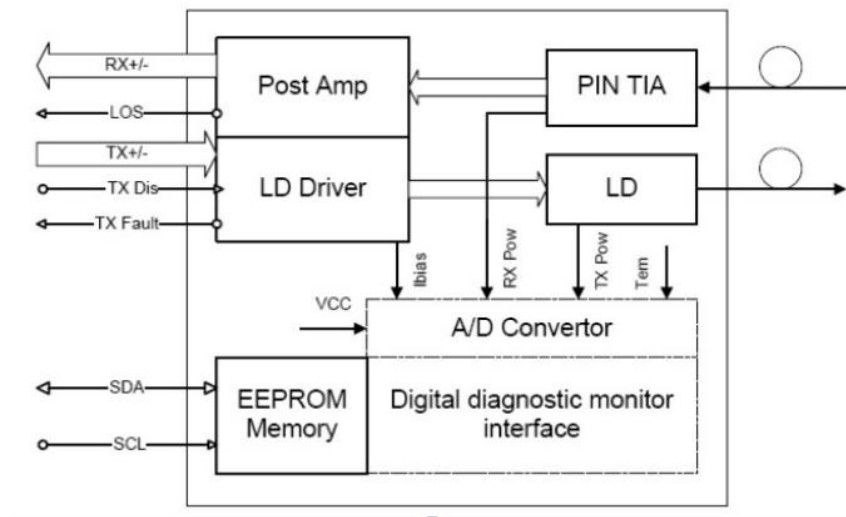 RX+/-
Post Amp
PIN TIA
LOS
TX+/-
TX Dis
LD Driver
LD
TX Fault
Ibias
RX Pow
TX Pow
Tem
VCC
A/D Convertor
SDA
EEPROM
Memory
Digital diagnostic monitor
interface
SCL